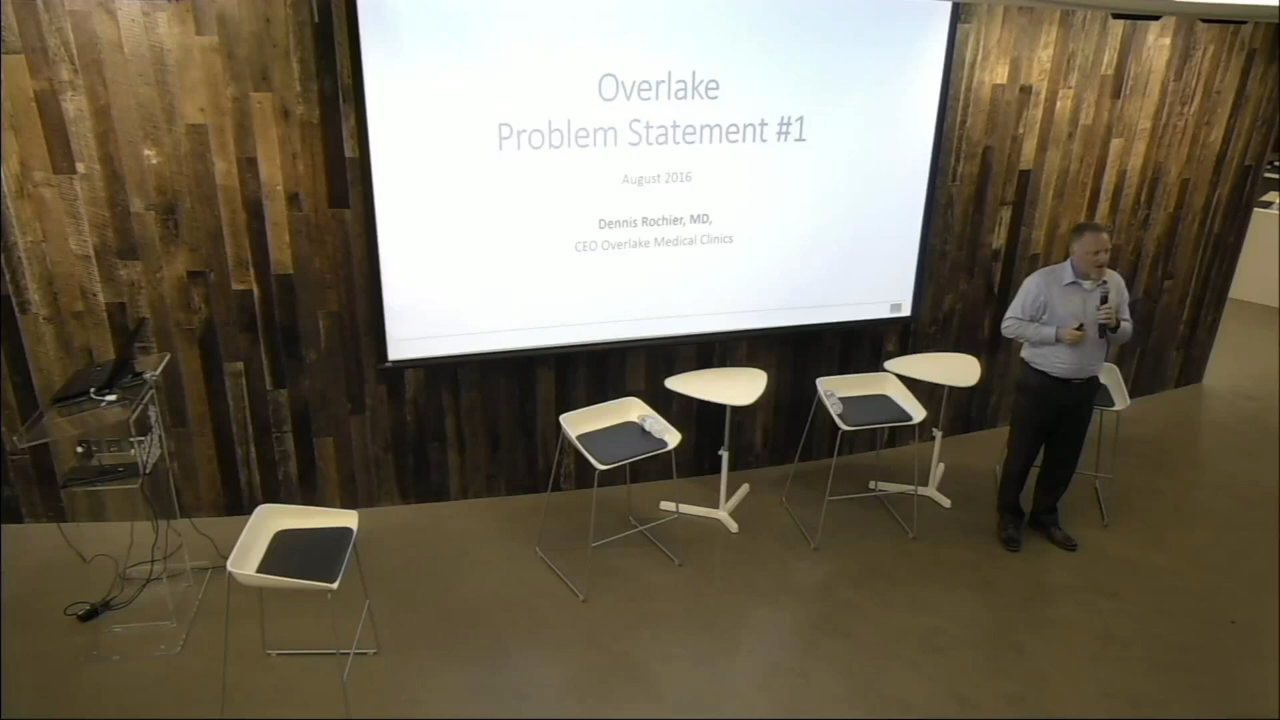 Overlake
Problem Statement #1
August 2016
Dennis Rochier, MD,
CEO Overlake Medical Clinics